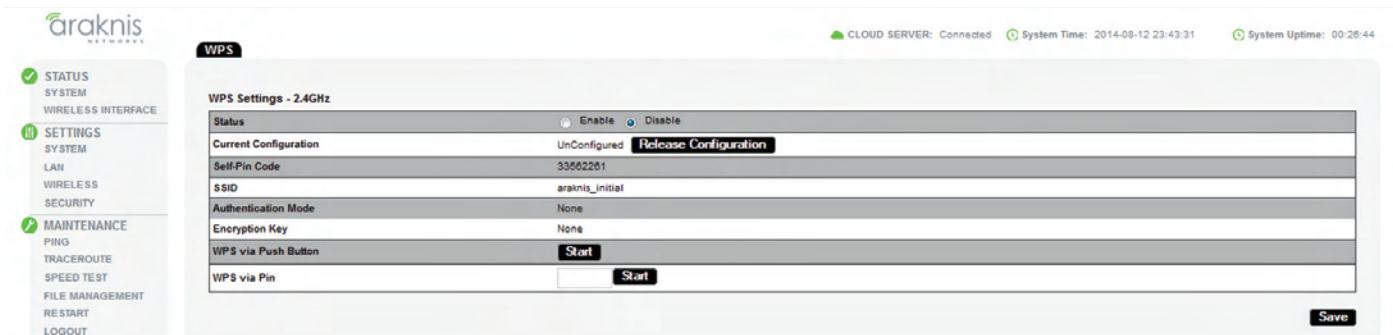 araknis
NETWORKS
CLOUD SERVER: Connected System Time: 2014-08-12 23:43:31 System Uptime: 00:26:44
WPS
STATUS
SYSTEM
WIRELESS INTERFACE
SETTINGS
SYSTEM
LAN
WIRELESS
SECURITY
MAINTENANCE
PING
TRACEROUTE
SPEED TEST
FILE MANAGEMENT
RESTART
LOGOUT
WPS Settings - 2.4GHz
Status Enable Disable
Current Configuration UnConfigured Release Configuration
Self-Pin Code 33562261
SSID araknis_initial
Authentication Mode None
Encryption Key None
WPS via Push Button Start
WPS via Pin Start
Save